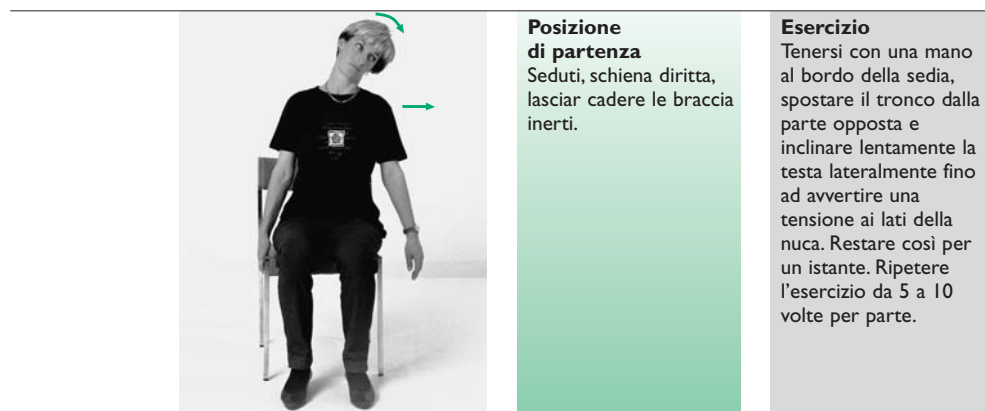 Posizione
di partenza
Seduti, schiena diritta,
lasciar cadere le braccia
inerti.
Esercizio
Tenersi con una mano
al bordo della sedia,
spostare il tronco dalla
parte opposta e
inclinare lentamente la
testa lateralmente fino
ad avvertire una
tensione ai lati della
nuca. Restare così per
un istante. Ripetere
l'esercizio da 5 a 10
volte per parte.